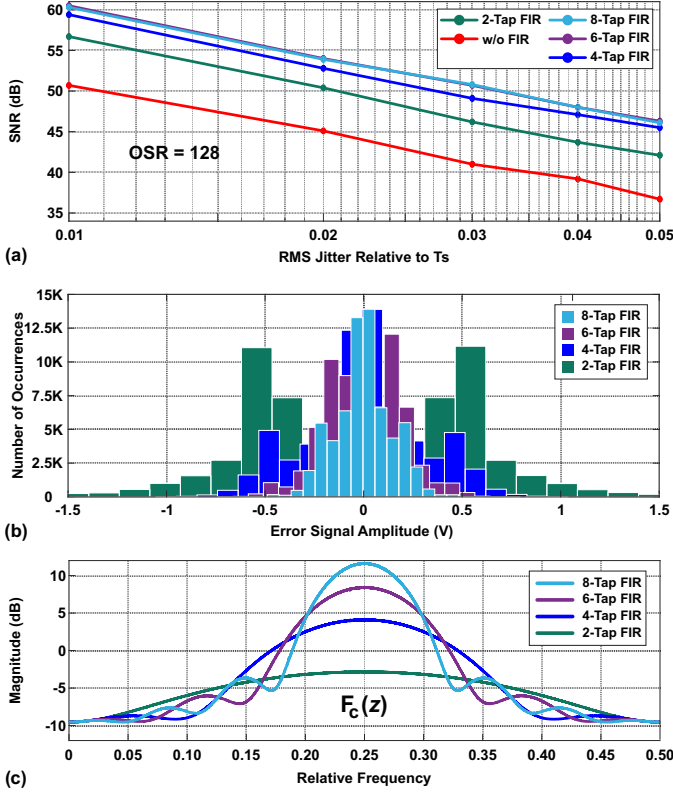 60
55
50
45
40
35
SNR (dB)
2-Tap FIR
w/o FIR
8-Tap FIR
6-Tap FIR
4-Tap FIR
OSR = 128
0.01
0.02
0.03
0.04
0.05
RMS Jitter Relative to Ts
(a)
15K
12.5K
10K
7.5K
5K
2.5K
0
Number of Occurrences
8-Tap FIR
6-Tap FIR
4-Tap FIR
2-Tap FIR
-1.5
-1
-0.5
0
0.5
1
1.5
Error Signal Amplitude (V)
(b)
10
5
0
-5
-10
Magnitude (dB)
8-Tap FIR
6-Tap FIR
4-Tap FIR
2-Tap FIR
Fc(z)
0
0.05
0.10
0.15
0.20
0.25
0.30
0.35
0.40
0.45
0.50
Relative Frequency
(c)